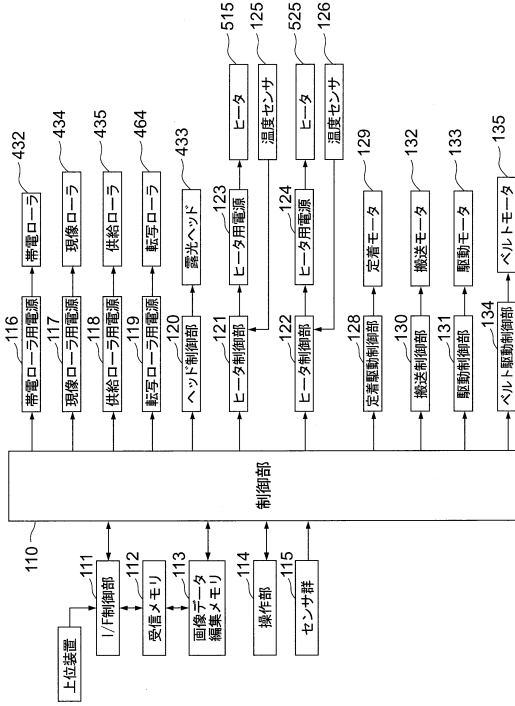 上位装置
110
111
I/F制御部
112
受信メモリ
113
画像データ
編集メモリ
114
操作部
115
センサ群
制御部
116
帯電ローラ用電源
432
帯電ローラ
117
現像ローラ用電源
434
現像ローラ
118
供給ローラ用電源
435
供給ローラ
119
転写ローラ用電源
464
転写ローラ
120
ヘッド制御部
433
露光ヘッド
121
ヒータ制御部
123
ヒータ用電源
515
ヒータ
125
温度センサ
122
ヒータ制御部
124
ヒータ用電源
525
ヒータ
126
温度センサ
128
定着駆動制御部
129
定着モータ
130
搬送制御部
132
搬送モータ
131
駆動制御部
133
駆動モータ
134
ベルト駆動制御部
135
ベルトモータ